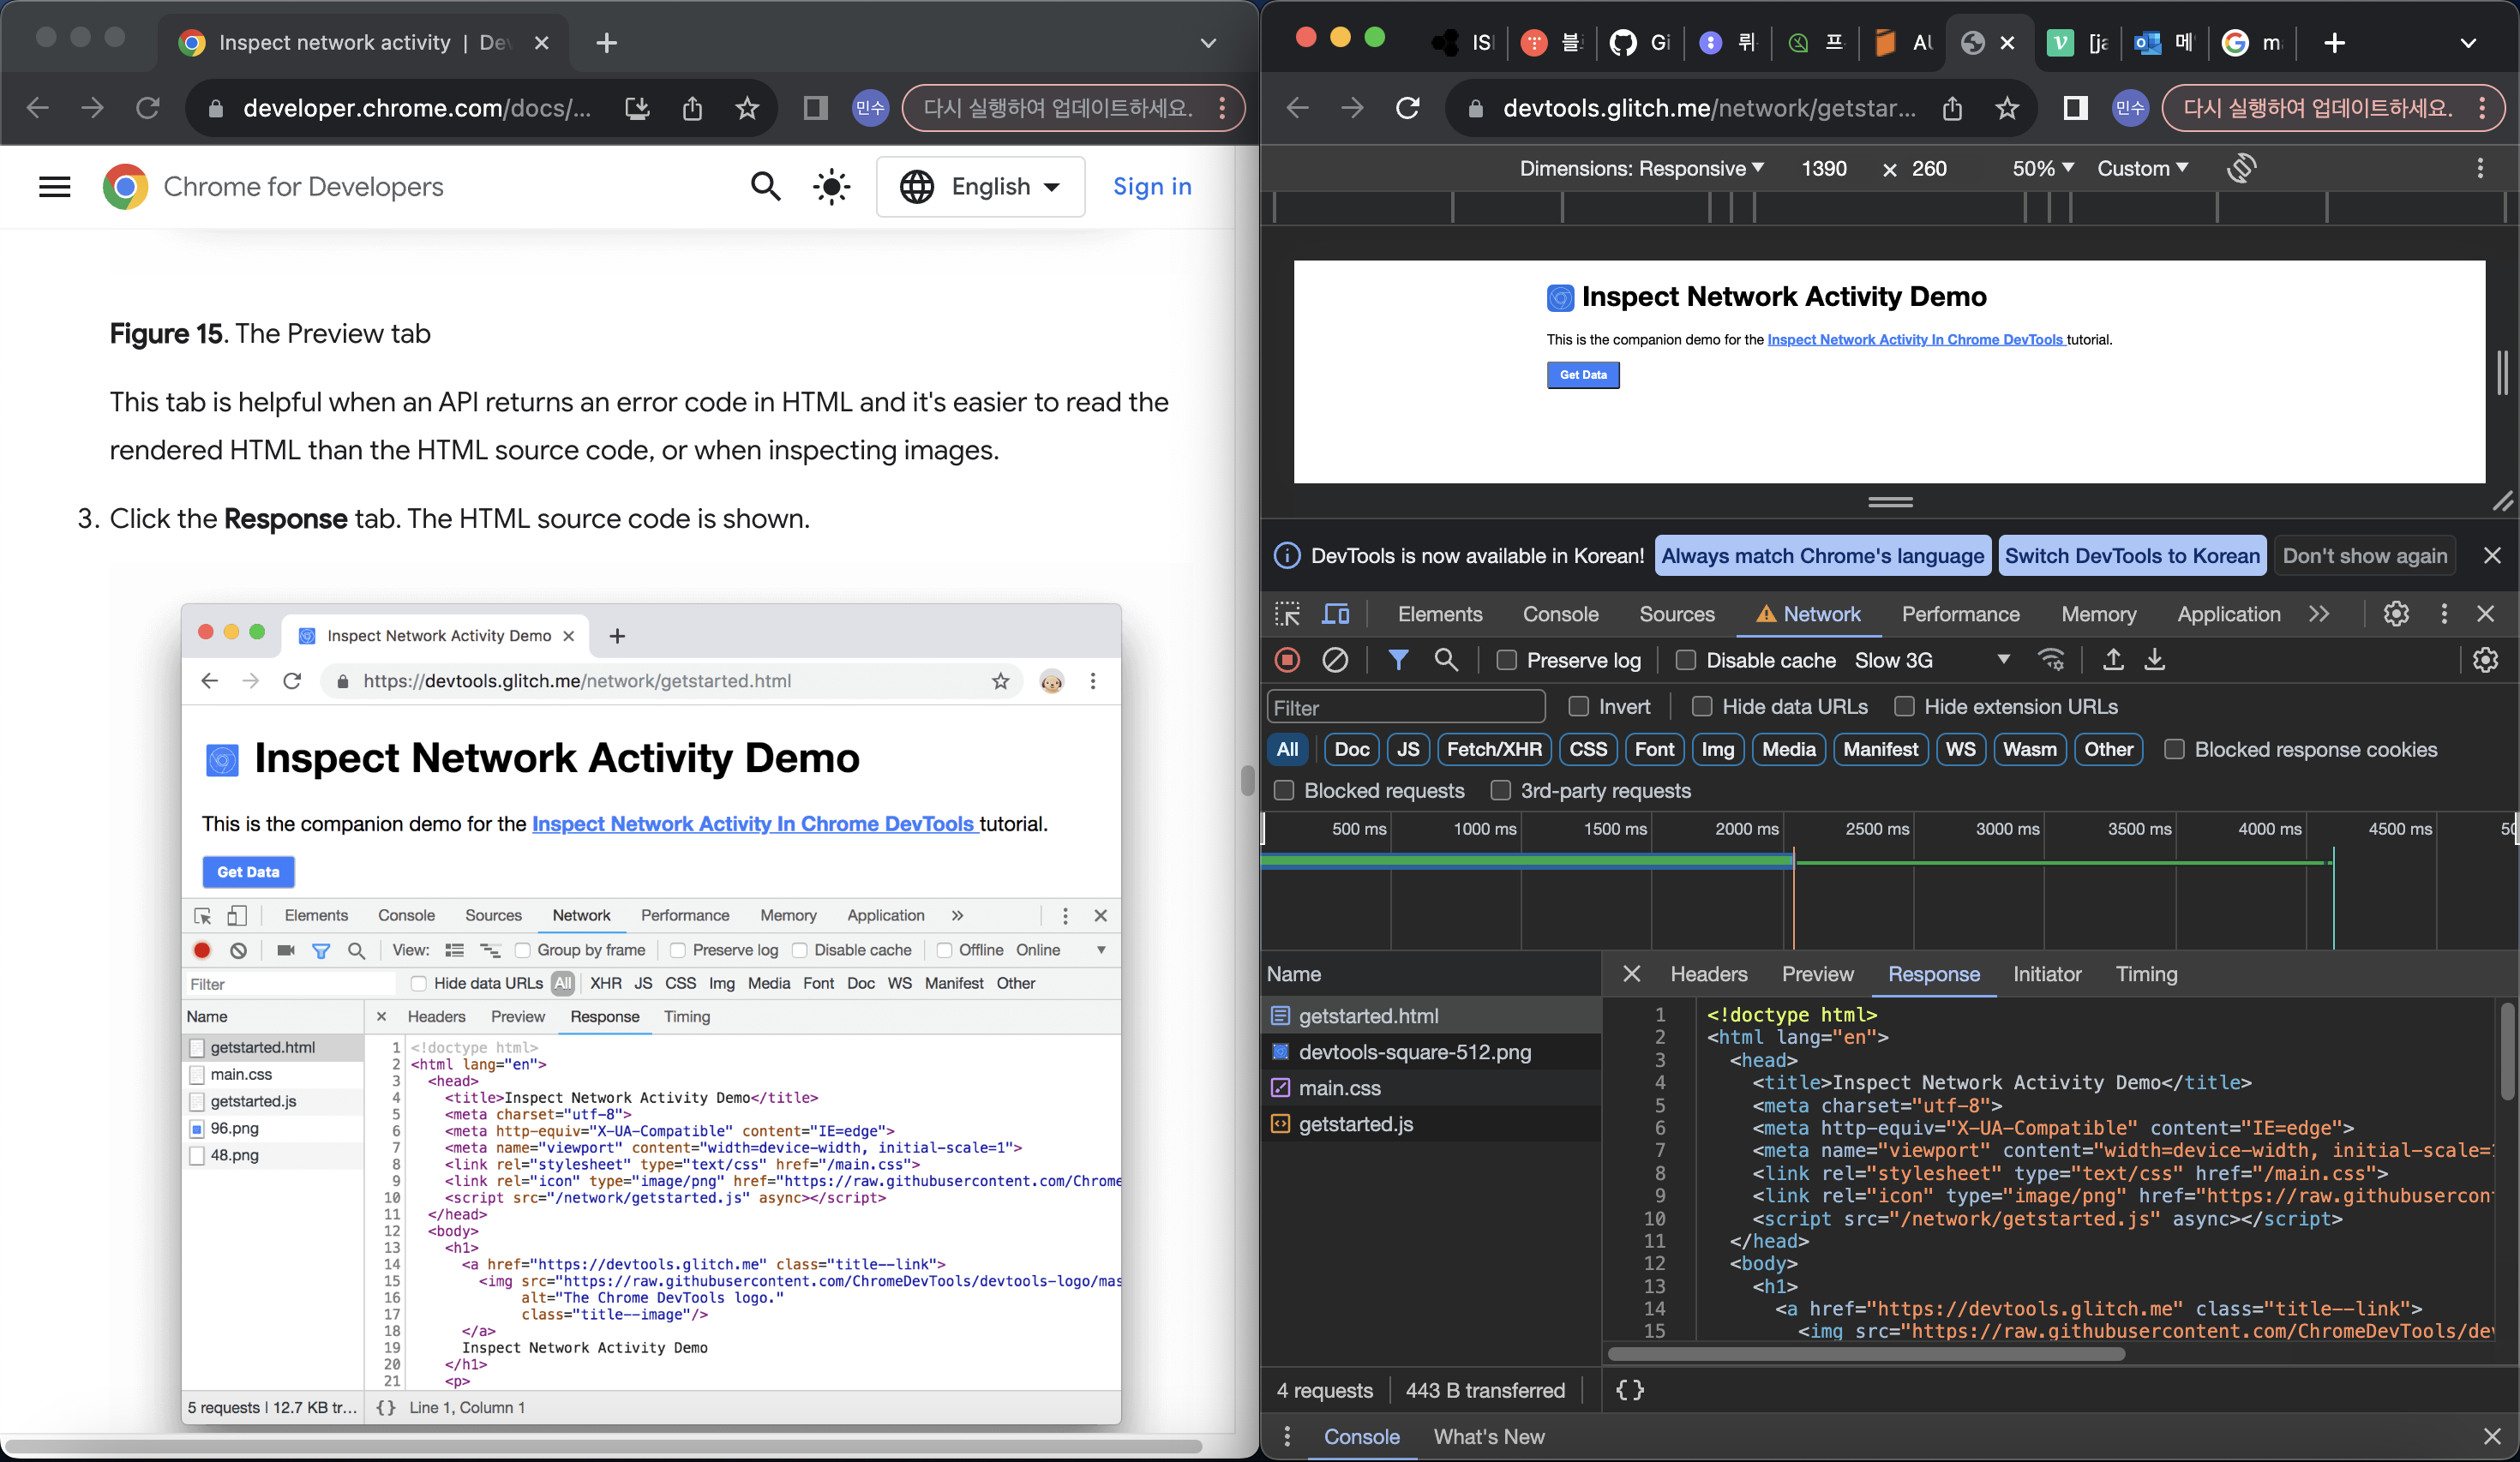 Inspect network activity | De
developer.chrome.com/docs/...
민수
다시 실행하여 업데이트하세요.
Chrome for Developers
English
Sign in
Figure 15. The Preview tab
This tab is helpful when an API returns an error code in HTML and it's easier to read the
rendered HTML than the HTML source code, or when inspecting images.
3. Click the Response tab. The HTML source code is shown.
Inspect Network Activity Demo
https://devtools.glitch.me/network/getstarted.html
Inspect Network Activity Demo
This is the companion demo for the Inspect Network Activity In Chrome DevTools tutorial.
Get Data
Elements Console Sources Network Performance Memory Application »
View: Group by frame Preserve log Disable cache Offline Online
Filter Hide data URLs All XHR JS CSS Img Media Font Doc WS Manifest Other
Name
Headers Preview Response Timing
getstarted.html
main.css
getstarted.js
96.png
48.png
1 <!doctype html>
2 <html lang="en">
3 <head>
4 <title>Inspect Network Activity Demo</title>
5 <meta charset="utf-8">
6 <meta http-equiv="X-UA-Compatible" content="IE=edge">
7 <meta name="viewport" content="width=device-width, initial-scale=1">
8 <link rel="stylesheet" type="text/css" href="/main.css">
9 <link rel="icon" type="image/png" href="https://raw.githubusercontent.com/Chrome
10 <script src="/network/getstarted.js" async></script>
11 </head>
12 <body>
13 <h1>
14 <a href="https://devtools.glitch.me" class="title--link">
15 <img src="https://raw.githubusercontent.com/ChromeDevTools/devtools-logo/mas
16 alt="The Chrome DevTools logo."
17 class="title--image"/>
18 </a>
19 Inspect Network Activity Demo
20 </h1>
21 <p>
5 requests | 12.7 KB tr...
{} Line 1, Column 1
IS
블
Gi
뤼
프
AU
[ja
메
m
devtools.glitch.me/network/getstar...
민수
다시 실행하여 업데이트하세요.
Dimensions: Responsive 1390 × 260 50% Custom
Inspect Network Activity Demo
This is the companion demo for the Inspect Network Activity In Chrome DevTools tutorial.
Get Data
DevTools is now available in Korean! Always match Chrome's language Switch DevTools to Korean Don't show again
Elements Console Sources Network Performance Memory Application
Preserve log Disable cache Slow 3G
Filter Invert Hide data URLs Hide extension URLs
All Doc JS Fetch/XHR CSS Font Img Media Manifest WS Wasm Other Blocked response cookies
Blocked requests 3rd-party requests
500 ms 1000 ms 1500 ms 2000 ms 2500 ms 3000 ms 3500 ms 4000 ms 4500 ms 50
Name
Headers Preview Response Initiator Timing
getstarted.html
devtools-square-512.png
main.css
getstarted.js
1 <!doctype html>
2 <html lang="en">
3 <head>
4 <title>Inspect Network Activity Demo</title>
5 <meta charset="utf-8">
6 <meta http-equiv="X-UA-Compatible" content="IE=edge">
7 <meta name="viewport" content="width=device-width, initial-scale=1
8 <link rel="stylesheet" type="text/css" href="/main.css">
9 <link rel="icon" type="image/png" href="https://raw.githubusercont
10 <script src="/network/getstarted.js" async></script>
11 </head>
12 <body>
13 <h1>
14 <a href="https://devtools.glitch.me" class="title--link">
15 <img src="https://raw.githubusercontent.com/ChromeDevTools/dev
4 requests 443 B transferred {}
Console What's New